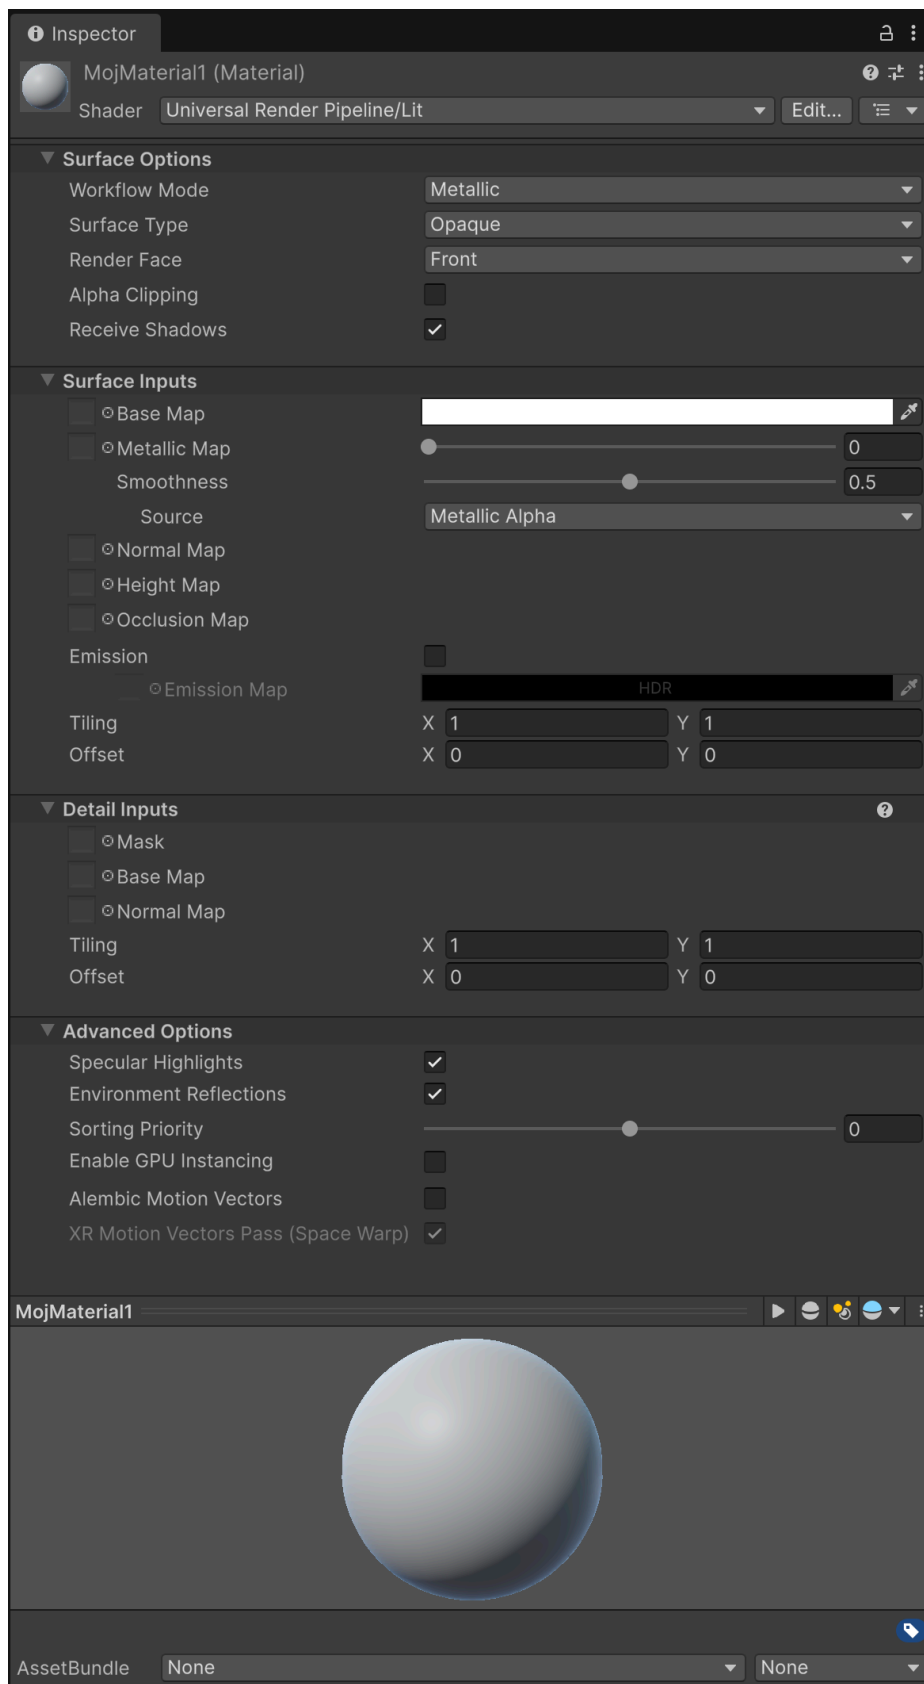 Inspector
MojMaterial1 (Material)
Shader Universal Render Pipeline/Lit Edit...
Surface Options
Workflow Mode Metallic
Surface Type Opaque
Render Face Front
Alpha Clipping
Receive Shadows
Surface Inputs
Base Map
Metallic Map 0
Smoothness 0.5
Source Metallic Alpha
Normal Map
Height Map
Occlusion Map
Emission
Emission Map HDR
Tiling X 1 Y 1
Offset X 0 Y 0
Detail Inputs
Mask
Base Map
Normal Map
Tiling X 1 Y 1
Offset X 0 Y 0
Advanced Options
Specular Highlights
Environment Reflections
Sorting Priority 0
Enable GPU Instancing
Alembic Motion Vectors
XR Motion Vectors Pass (Space Warp)
MojMaterial1
AssetBundle None None